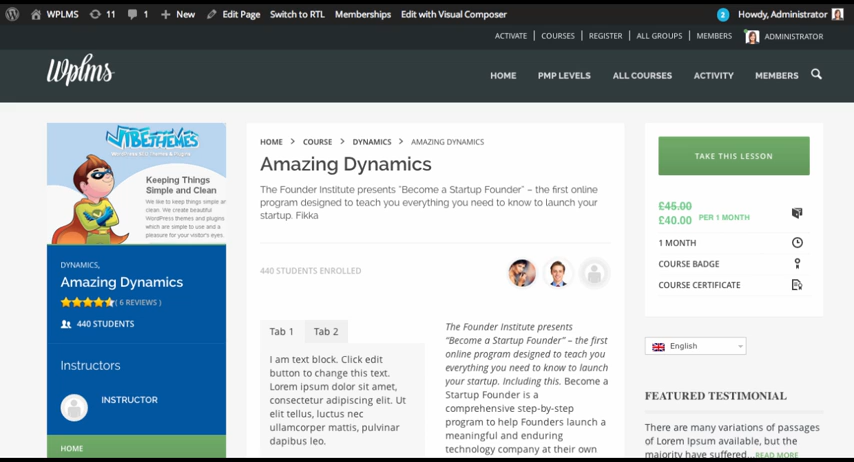 WPLMS 11 1 New Edit Page Switch to RTL Memberships Edit with Visual Composer 2 Howdy, Administrator
ACTIVATE COURSES REGISTER ALL GROUPS MEMBERS ADMINISTRATOR
Wplms
HOME PMP LEVELS ALL COURSES ACTIVITY MEMBERS
VIBETHEMES
WordPress Themes & Plugins
Keeping Things
Simple and Clean
We like to keep things simple an
clean. We create beautiful
WordPress themes and plugins
which are simple to use and a
pleasure for your visitor's eyes.
DYNAMICS,
Amazing Dynamics
( 6 REVIEWS )
440 STUDENTS
Instructors
INSTRUCTOR
HOME
HOME > COURSE > DYNAMICS > AMAZING DYNAMICS
Amazing Dynamics
The Founder Institute presents "Become a Startup Founder" – the first online
program designed to teach you everything you need to know to launch your
startup. Fikka
440 STUDENTS ENROLLED
Tab 1 Tab 2
I am text block. Click edit
button to change this text.
Lorem ipsum dolor sit amet,
consectetur adipiscing elit. Ut
elit tellus, luctus nec
ullamcorper mattis, pulvinar
dapibus leo.
The Founder Institute presents
"Become a Startup Founder" – the first
online program designed to teach you
everything you need to know to launch
your startup. Including this. Become a
Startup Founder is a
comprehensive step-by-step
program to help Founders launch a
meaningful and enduring
technology company at their own
TAKE THIS LESSON
£45.00
£40.00 PER 1 MONTH
1 MONTH
COURSE BADGE
COURSE CERTIFICATE
English
FEATURED TESTIMONIAL
There are many variations of passages
of Lorem Ipsum available, but the
majority have suffered...READ MORE